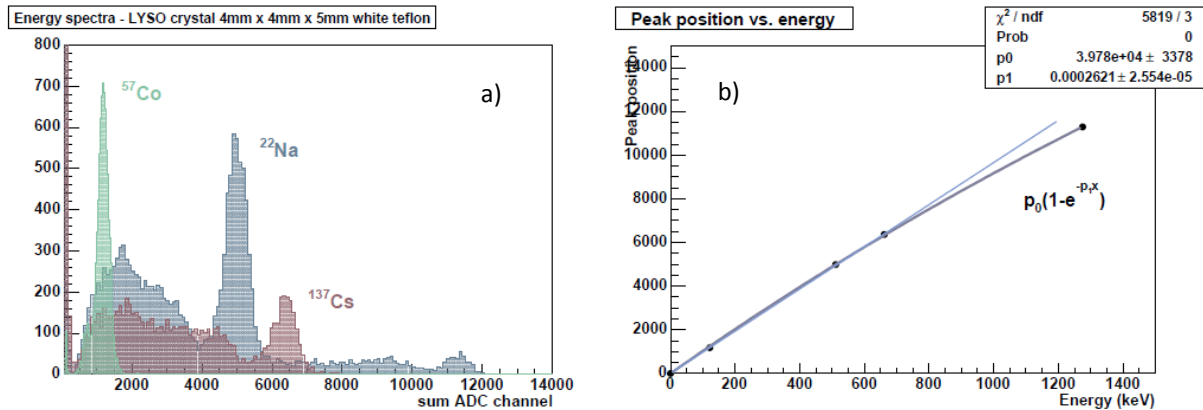 Energy spectra - LYSO crystal 4mm x 4mm x 5mm white teflon
800
700
600
500
400
300
200
100
0
57Co
22Na
137Cs
a)
2000 4000 6000 8000 10000 12000 14000
sum ADC channel
Peak position vs. energy
χ² / ndf 5819 / 3
Prob 0
p0 3.978e+04 ± 3378
p1 0.0002621 ± 2.554e-05
Peak position
14000
12000
10000
8000
6000
4000
2000
0
b)
p₀(1-e^-p₁x)
0 200 400 600 800 1000 1200 1400
Energy (keV)